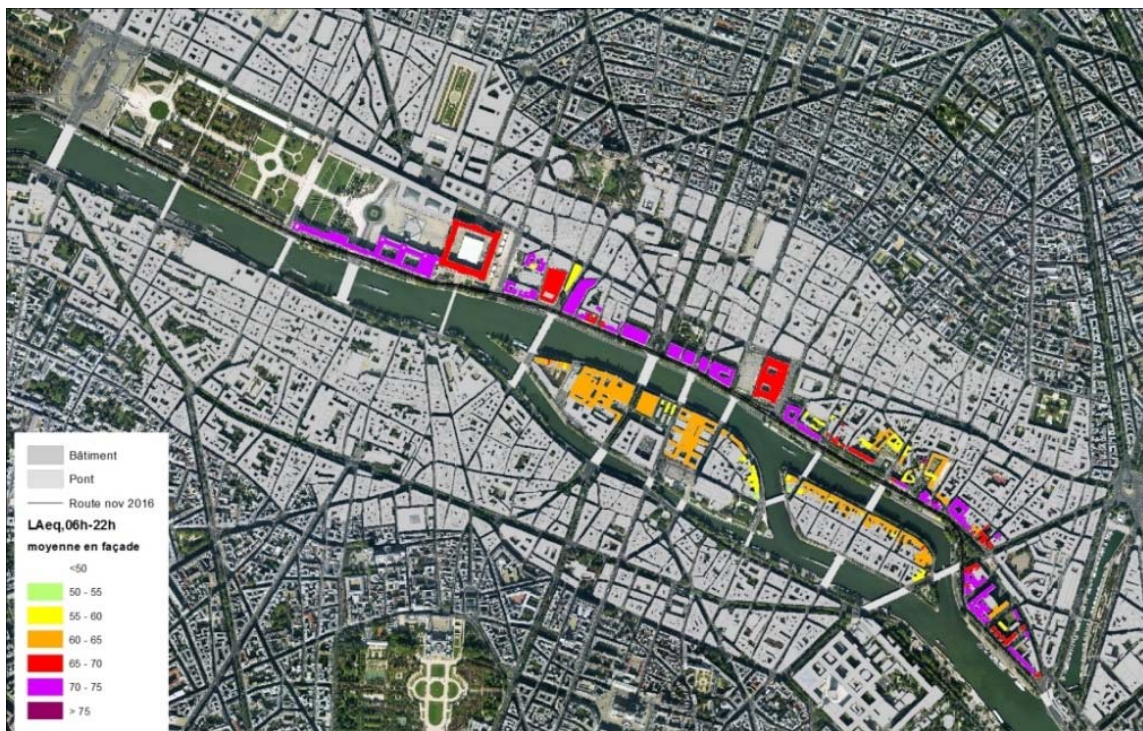 Bâtiment
Pont
Route nov 2016
LAeq,06h-22h
moyenne en façade
<50
50 - 55
55 - 60
60 - 65
65 - 70
70 - 75
> 75